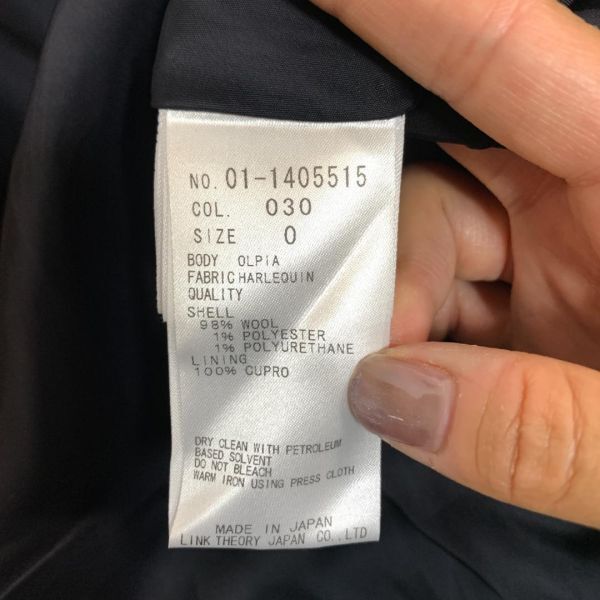 NO. 01-1405515
COL. 030
SIZE 0
BODY OLPIA
FABRIC HARLEQUIN
QUALITY
SHELL
98% WOOL
1% POLYESTER
1% POLYURETHANE
LINING
100% CUPRO
DRY CLEAN WITH PETROLEUM
BASED SOLVENT
DO NOT BLEACH
WARM IRON USING PRESS CLOTH
MADE IN JAPAN
LINK THEORY JAPAN CO.,LTD